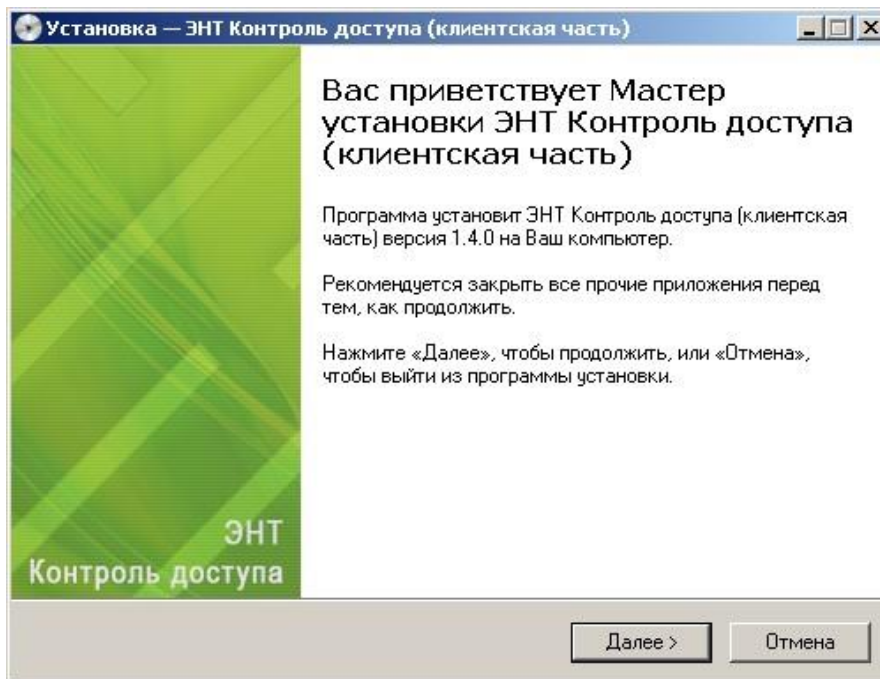 Установка — ЭНТ Контроль доступа (клиентская часть)
Вас приветствует Мастер
установки ЭНТ Контроль доступа
(клиентская часть)
Программа установит ЭНТ Контроль доступа (клиентская
часть) версия 1.4.0 на Ваш компьютер.
Рекомендуется закрыть все прочие приложения перед
тем, как продолжить.
Нажмите «Далее», чтобы продолжить, или «Отмена»,
чтобы выйти из программы установки.
ЭНТ
Контроль доступа
Далее >
Отмена